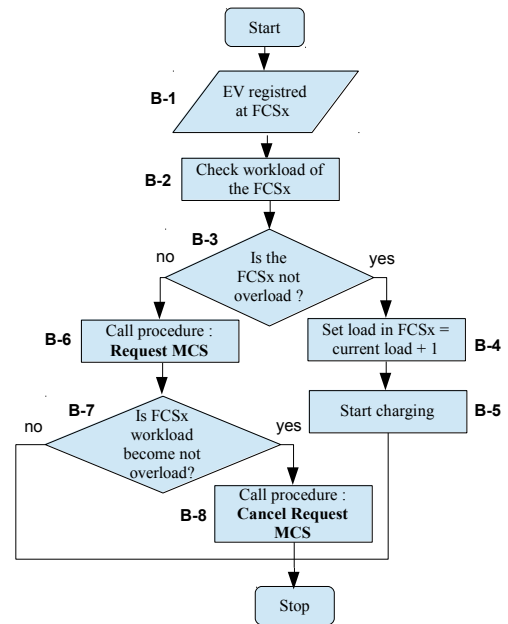 Start
B-1
EV registred
at FCSx
B-2
Check workload of
the FCSx
B-3
no
yes
Is the
FCSx not
overload ?
B-6
Call procedure :
Request MCS
Set load in FCSx =
current load + 1
B-4
B-7
no
yes
Is FCSx
workload
become not
overload?
Start charging
B-5
B-8
Call procedure :
Cancel Request
MCS
Stop